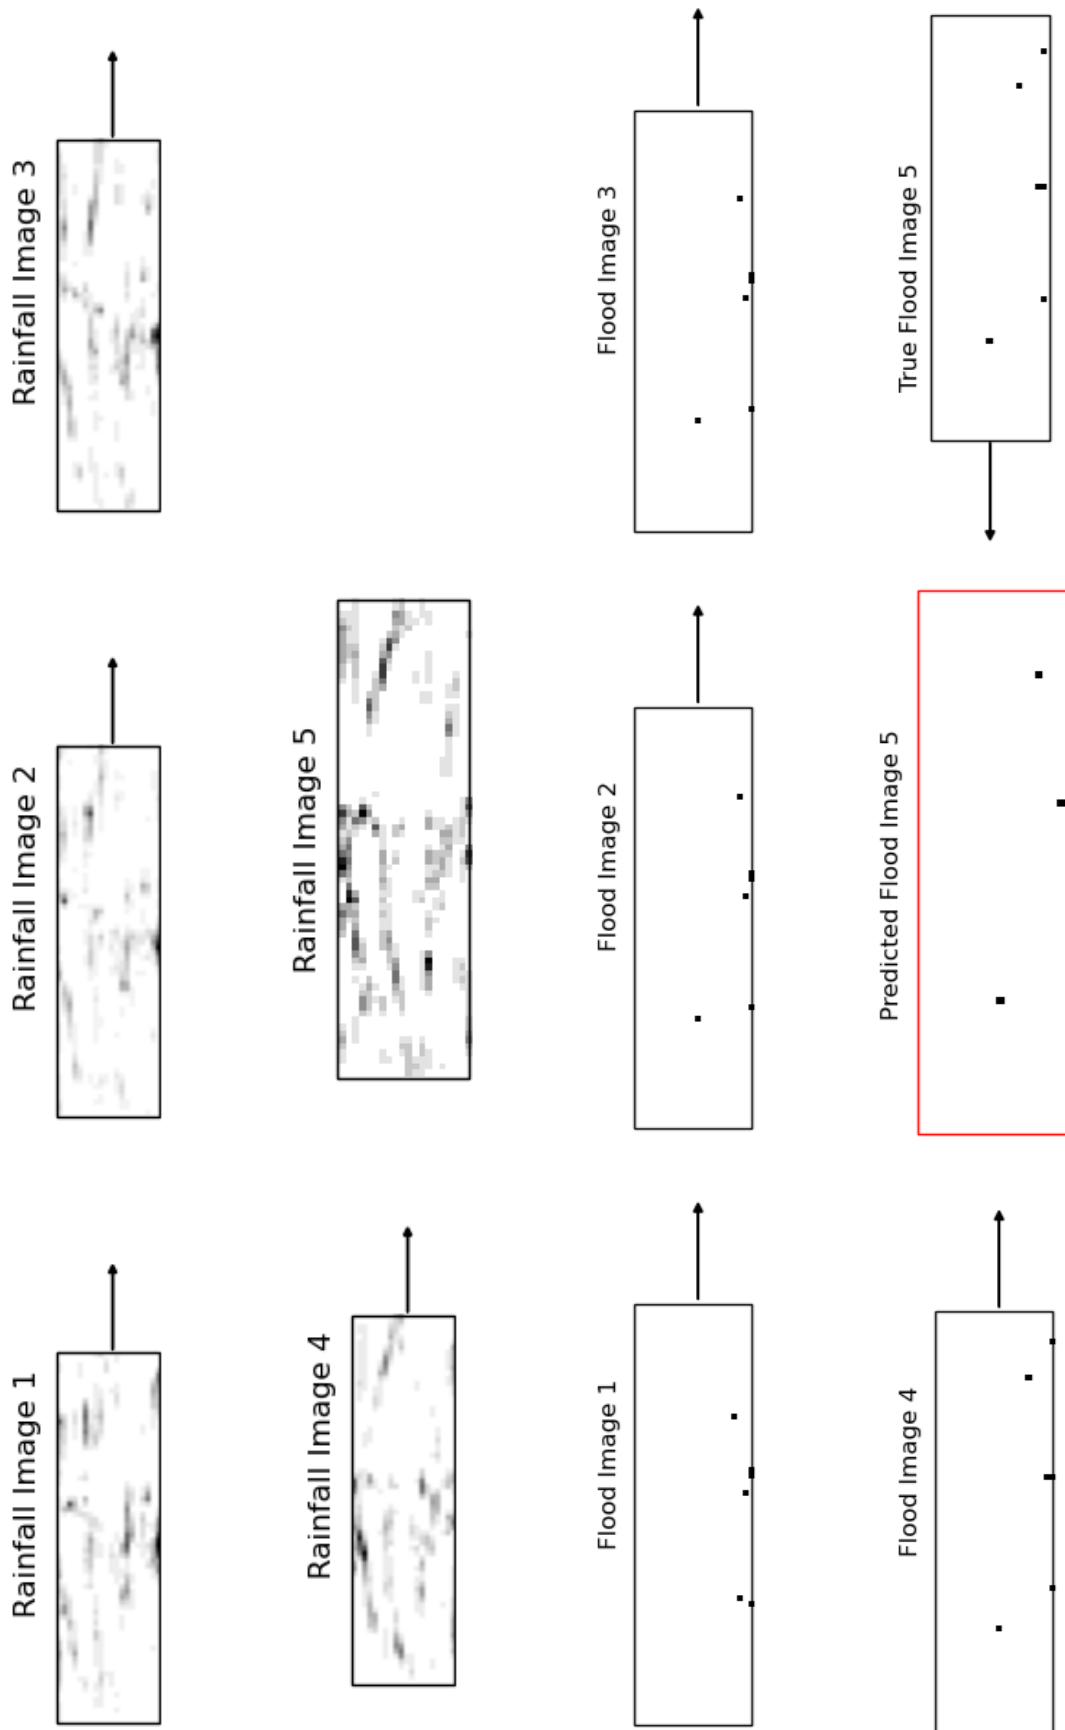 Rainfall Image 1
Rainfall Image 2
Rainfall Image 3
Rainfall Image 4
Rainfall Image 5
Flood Image 1
Flood Image 2
Flood Image 3
Flood Image 4
Predicted Flood Image 5
True Flood Image 5